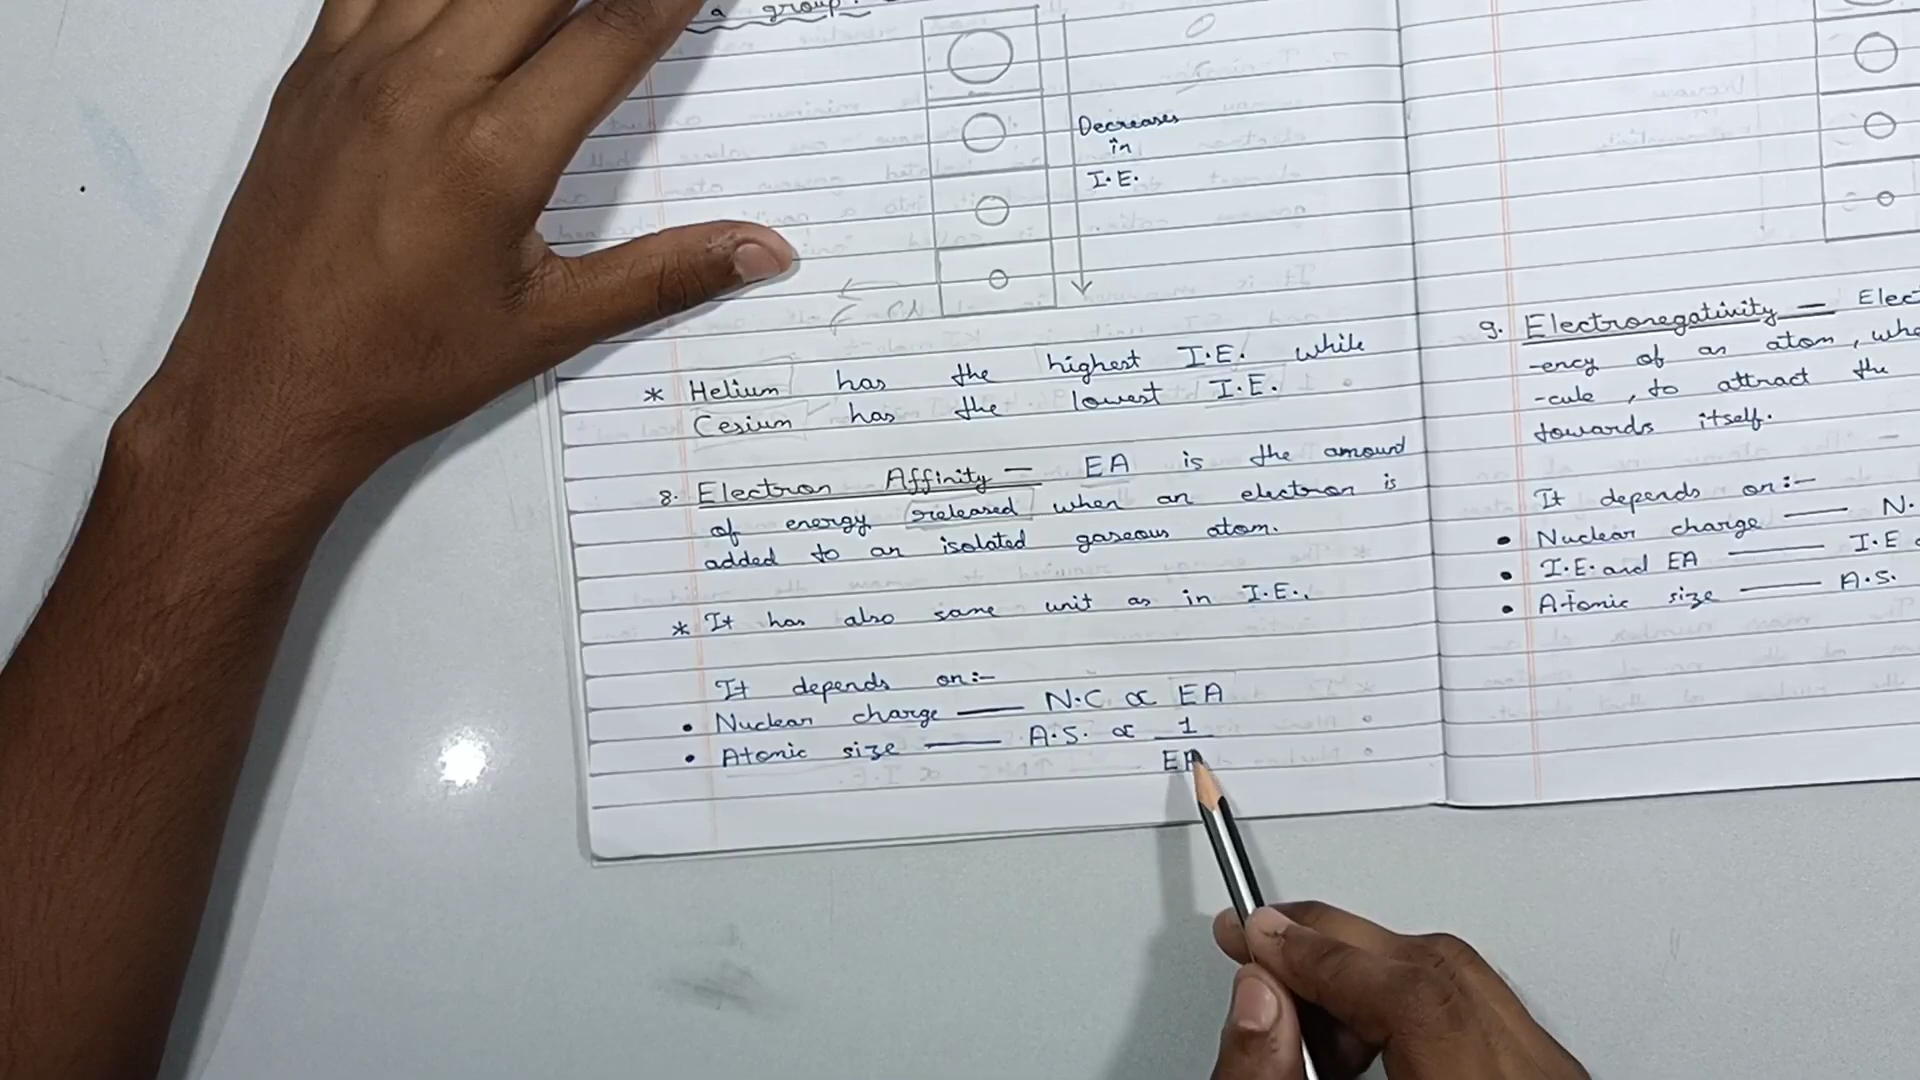 a group.
Decreases
in
I.E.
* Helium has the highest I.E. while
Cesium has the lowest I.E.
8. Electron Affinity — EA is the amount
of energy released when an electron is
added to an isolated gaseous atom.
* It has also same unit as in I.E..
It depends on:-
• Nuclear charge — N.C ∝ EA
• Atomic size — A.S. ∝ 1
EA
9. Electronegativity — Elect
-ency of an atom, whe
-cule, to attract the
towards itself.
It depends on:-
• Nuclear charge — N.
• I.E. and EA — I.E
• Atomic size — A.S.